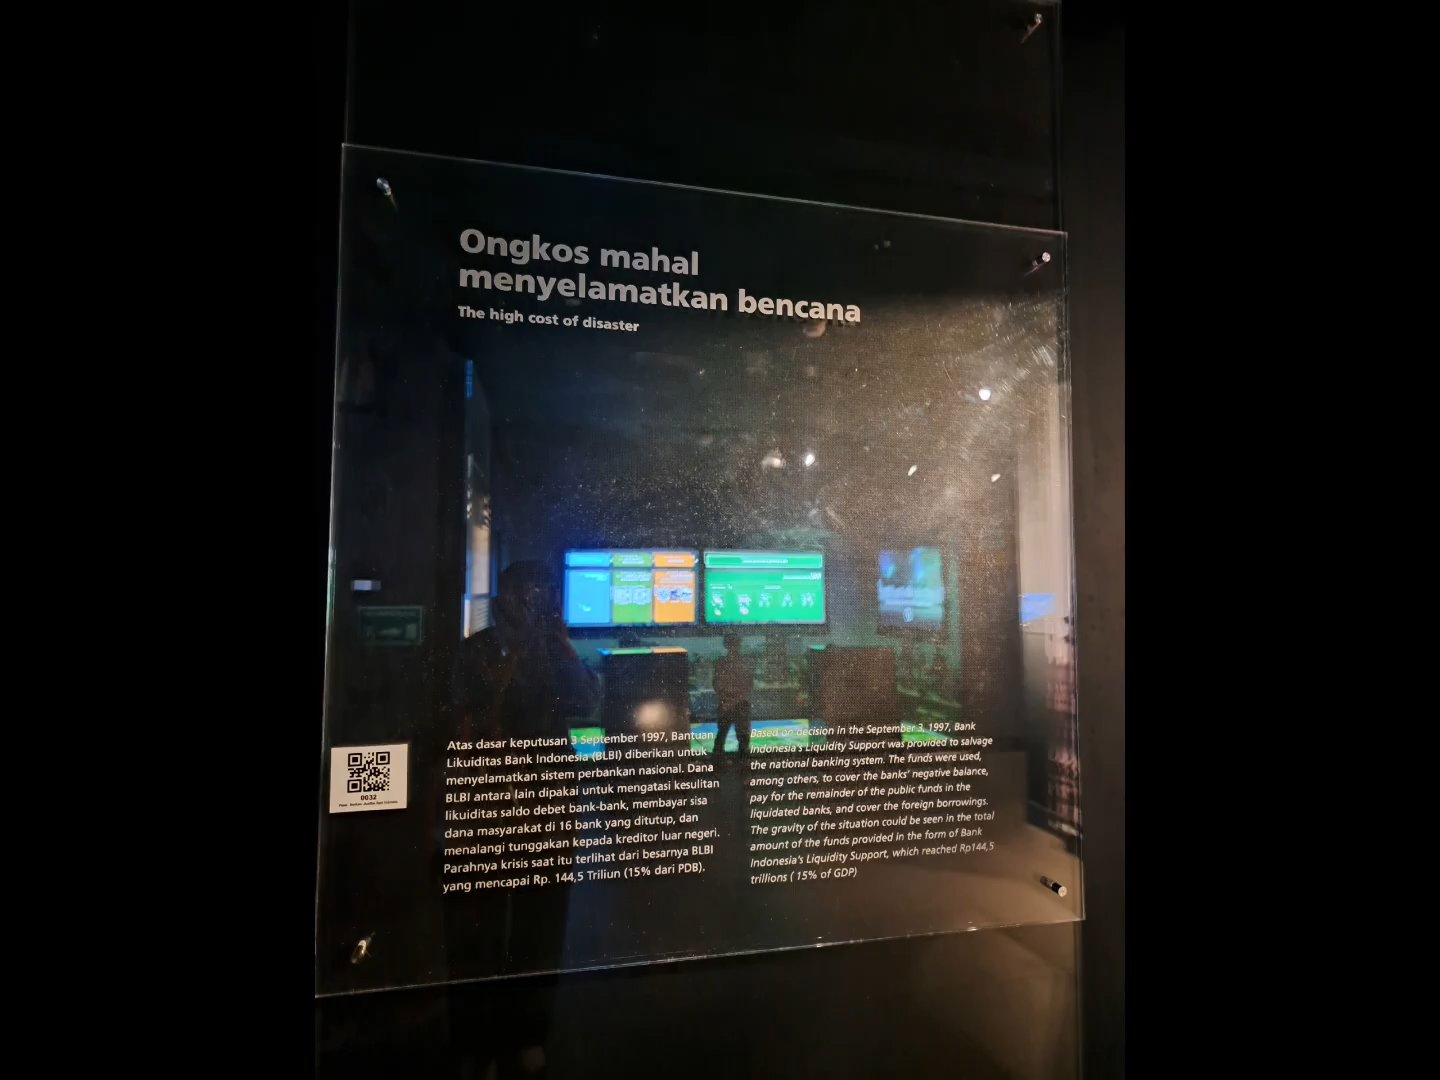 Ongkos mahal
menyelamatkan bencana
The high cost of disaster
Atas dasar keputusan 3 September 1997, Bantuan
Likuiditas Bank Indonesia (BLBI) diberikan untuk
menyelamatkan sistem perbankan nasional. Dana
BLBI antara lain dipakai untuk mengatasi kesulitan
likuiditas saldo debet bank-bank, membayar sisa
dana masyarakat di 16 bank yang ditutup, dan
menalangi tunggakan kepada kreditor luar negeri.
Parahnya krisis saat itu terlihat dari besarnya BLBI
yang mencapai Rp. 144,5 Triliun (15% dari PDB).
Based on decision in the September 3, 1997, Bank
Indonesia's Liquidity Support was provided to salvage
the national banking system. The funds were used,
among others, to cover the banks' negative balance,
pay for the remainder of the public funds in the
liquidated banks, and cover the foreign borrowings.
The gravity of the situation could be seen in the total
amount of the funds provided in the form of Bank
Indonesia's Liquidity Support, which reached Rp144,5
trillions ( 15% of GDP)
0032